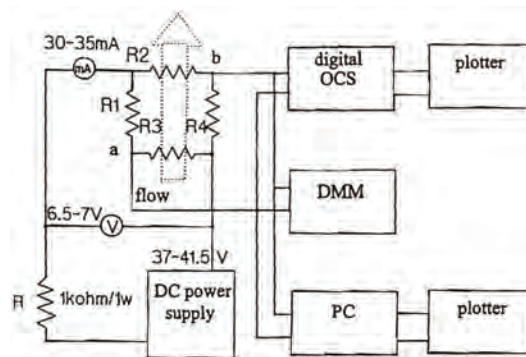 30-35mA
mA
R2
b
digital
OCS
plotter
R1
R3
R4
a
flow
DMM
6.5-7V
V
37-41.5 V
R
1kohm/1w
DC power
supply
PC
plotter